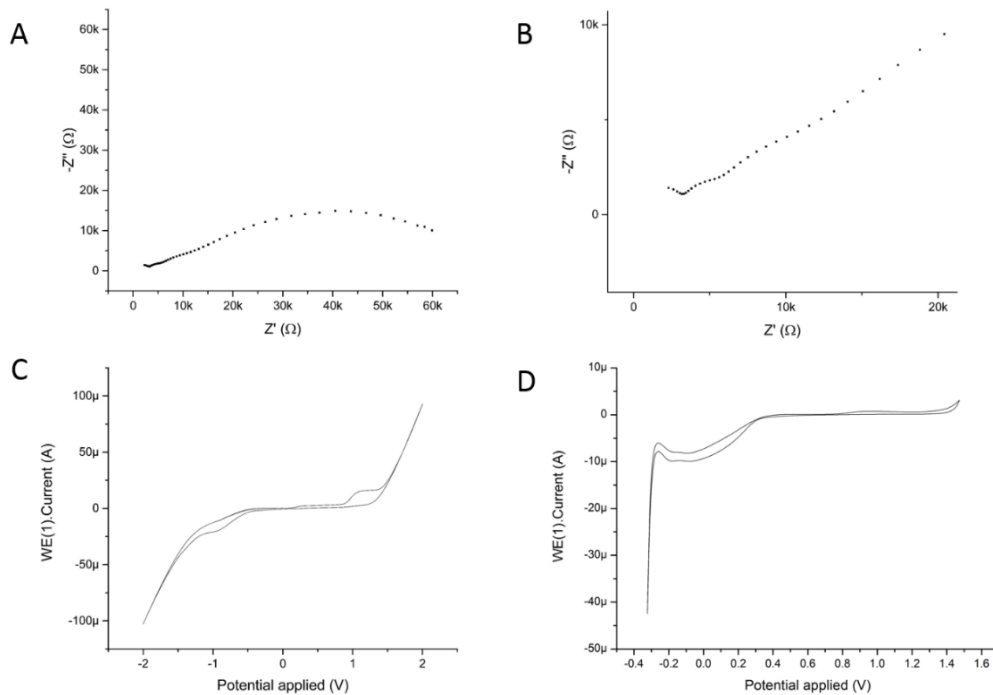 A
60k
50k
40k
30k
20k
10k
0
-Z'' (Ω)
0 10k 20k 30k 40k 50k 60k
Z' (Ω)
B
10k
0
-Z'' (Ω)
0 10k 20k
Z' (Ω)
C
100µ
50µ
0
-50µ
-100µ
WE(1).Current (A)
-2 -1 0 1 2
Potential applied (V)
D
10µ
0
-10µ
-20µ
-30µ
-40µ
-50µ
WE(1).Current (A)
-0.4 -0.2 0.0 0.2 0.4 0.6 0.8 1.0 1.2 1.4 1.6
Potential applied (V)